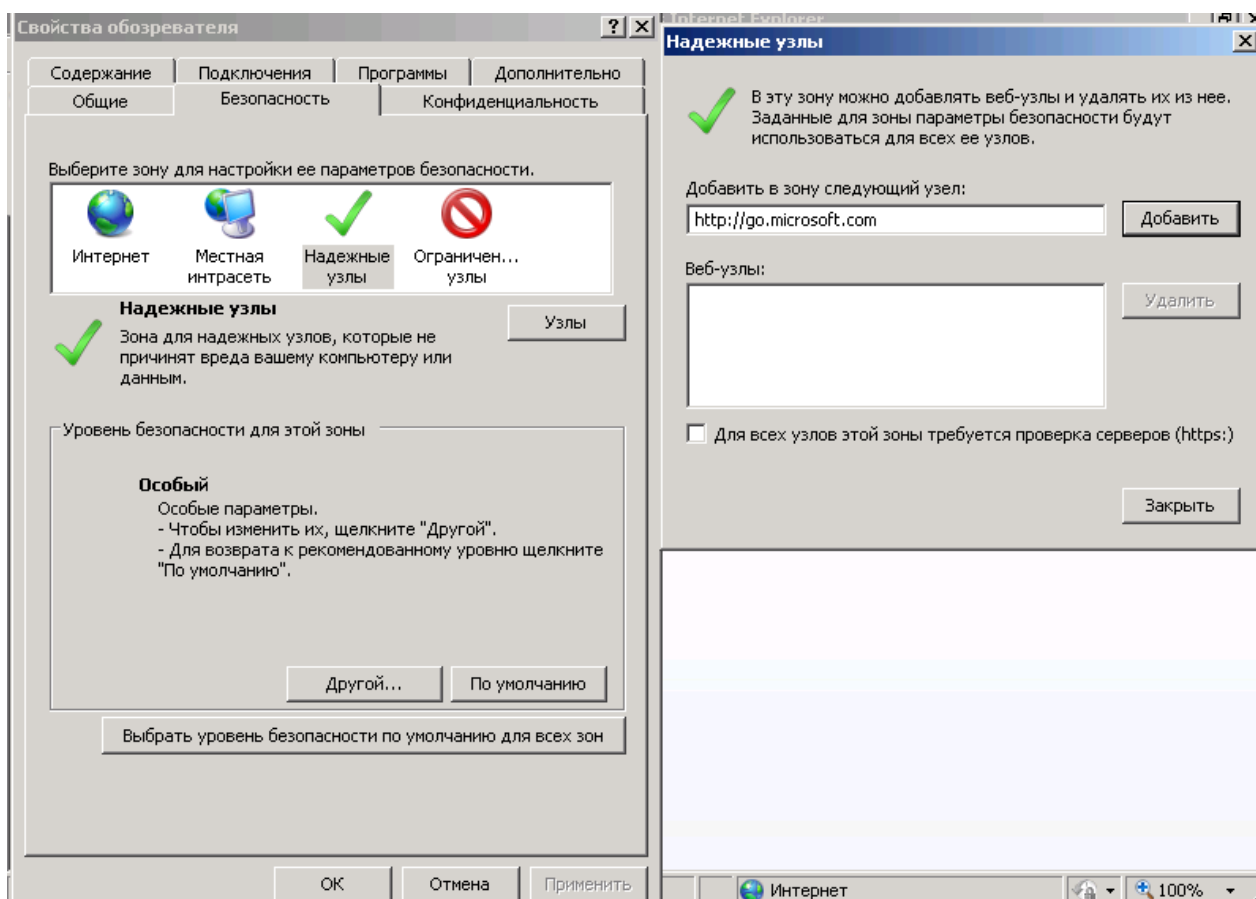 Свойства обозревателя
Содержание
Подключения
Программы
Дополнительно
Общие
Безопасность
Конфиденциальность
Выберите зону для настройки ее параметров безопасности.
Интернет
Местная
интрасеть
Надежные
узлы
Ограничен...
узлы
Надежные узлы
Зона для надежных узлов, которые не
причинят вреда вашему компьютеру или
данным.
Узлы
Уровень безопасности для этой зоны
Особый
Особые параметры.
- Чтобы изменить их, щелкните "Другой".
- Для возврата к рекомендованному уровню щелкните
"По умолчанию".
Другой...
По умолчанию
Выбрать уровень безопасности по умолчанию для всех зон
ОК
Отмена
Применить
Internet Explorer
Надежные узлы
В эту зону можно добавлять веб-узлы и удалять их из нее.
Заданные для зоны параметры безопасности будут
использоваться для всех ее узлов.
Добавить в зону следующий узел:
http://go.microsoft.com
Добавить
Веб-узлы:
Удалить
Для всех узлов этой зоны требуется проверка серверов (https:)
Закрыть
Интернет
100%